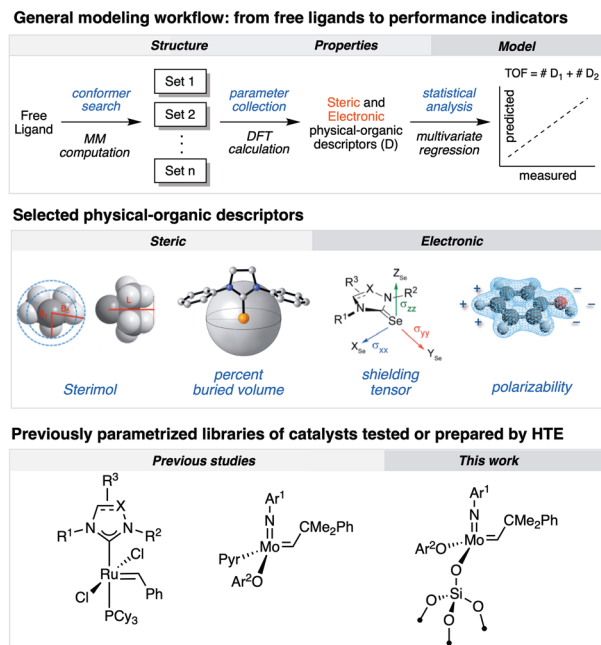 General modeling workflow: from free ligands to performance indicators
Structure
Properties
Model
Free
Ligand
conformer
search
MM
computation
Set 1
Set 2
Set n
parameter
collection
DFT
calculation
Steric and
Electronic
physical-organic
descriptors (D)
statistical
analysis
multivariate
regression
TOF = # D1 + # D2
predicted
measured
Selected physical-organic descriptors
Steric
Electronic
L
Sterimol
percent
buried volume
R3
X
N
R2
N
R1
Se
ZSe
σzz
σyy
σxx
XSe
YSe
shielding
tensor
+
+
+
−
−
−
polarizability
Previously parametrized libraries of catalysts tested or prepared by HTE
Previous studies
This work
R3
X
R1
N
N
R2
Cl
Ru
Cl
Ph
PCy3
Ar1
N
CMe2Ph
Mo
Pyr
Ar2O
Ar1
N
CMe2Ph
Mo
Ar2O
O
Si
O
O
O